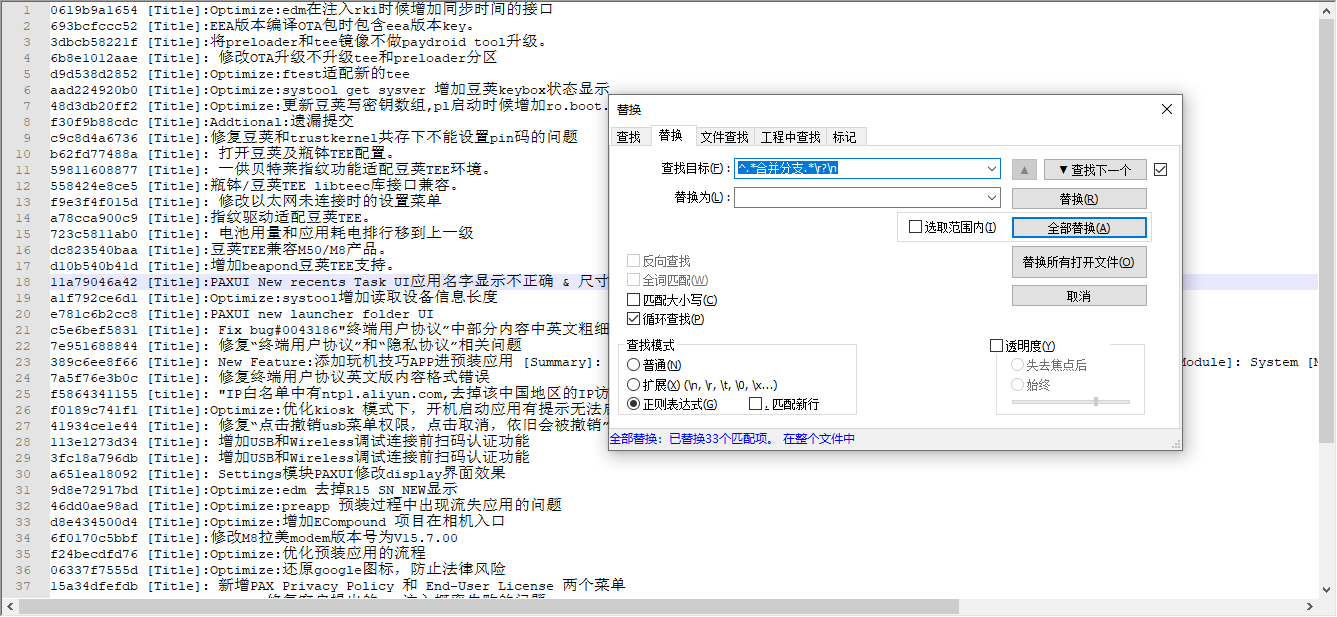 1 0619b9a1654 [Title]:Optimize:edm在注入rki时候增加同步时间的接口
2 693bcfccc52 [Title]:EEA版本编译OTA包时包含eea版本key。
3 3dbcb58221f [Title]:将preloader和tee镜像不做paydroid tool升级。
4 6b8e1012aae [Title]: 修改OTA升级不升级tee和preloader分区
5 d9d538d2852 [Title]:Optimize:ftest适配新的tee
6 aad224920b0 [Title]:Optimize:systool get sysver 增加豆荚keybox状态显示
7 48d3db20ff2 [Title]:Optimize:更新豆荚写密钥数组,pl启动时候增加ro.boot.
8 f30f9b88cdc [Title]:Addtional:遗漏提交
9 c9c8d4a6736 [Title]:修复豆荚和trustkernel共存下不能设置pin码的问题
10 b62fd77488a [Title]: 打开豆荚及瓶钵TEE配置。
11 59811608877 [Title]: 一供贝特莱指纹功能适配豆荚TEE环境。
12 558424e8ce5 [Title]:瓶钵/豆荚TEE libteec库接口兼容。
13 f9e3f4f015d [Title]: 修改以太网未连接时的设置菜单
14 a78cca900c9 [Title]:指纹驱动适配豆荚TEE。
15 723c5811ab0 [Title]: 电池用量和应用耗电排行移到上一级
16 dc823540baa [Title]:豆荚TEE兼容M50/M8产品。
17 d10b540b41d [Title]:增加beapond豆荚TEE支持。
18 11a79046a42 [Title]:PAXUI New recents Task UI应用名字显示不正确 & 尺寸
19 a1f792ce6d1 [Title]:Optimize:systool增加读取设备信息长度
20 e781c6b2cc8 [Title]:PAXUI new launcher folder UI
21 c5e6bef5831 [Title]: Fix bug#0043186"终端用户协议”中部分内容中英文粗细
22 7e951688844 [Title]: 修复“终端用户协议”和“隐私协议”相关问题
23 389c6ee8f66 [Title]: New Feature:添加玩机技巧APP进预装应用 [Summary]: Module]: System [M
24 7a5f76e3b0c [Title]: 修复终端用户协议英文版内容格式错误
25 f5864341155 [Title]: "IP白名单中有ntp1.aliyun.com,去掉该中国地区的IP访
26 f0189c741f1 [Title]:Optimize:优化kiosk 模式下，开机启动应用有提示无法启
27 41934ce1e44 [Title]: 修复“点击撤销usb菜单权限，点击取消，依旧会被撤销”
28 113e1273d34 [Title]: 增加USB和Wireless调试连接前扫码认证功能
29 3fc18a796db [Title]: 增加USB和Wireless调试连接前扫码认证功能
30 a651ea18092 [Title]: Settings模块PAXUI修改display界面效果
31 9d8e72917bd [Title]:Optimize:edm 去掉R15 SN_NEW显示
32 46dd0ae98ad [Title]:Optimize:preapp 预装过程中出现流失应用的问题
33 d8e434500d4 [Title]:Optimize:增加ECompound 项目在相机入口
34 6f0170c5bbf [Title]:修改M8拉美modem版本号为V15.7.00
35 f24becdfd76 [Title]:Optimize:优化预装应用的流程
36 06337f7555d [Title]:Optimize:还原google图标，防止法律风险
37 15a34dfefdb [Title]: 新增PAX Privacy Policy 和 End-User License 两个菜单
替换
查找 替换 文件查找 工程中查找 标记
查找目标(F)： ^.*合并分支.*\r?\n ▲ ▼查找下一个
替换为(L)： 替换(R)
选取范围内(I) 全部替换(A)
替换所有打开文件(O)
反向查找
全词匹配(W) 取消
匹配大小写(C)
循环查找(P)
查找模式 透明度(Y)
普通(N) 失去焦点后
扩展(X) (\n, \r, \t, \0, \x...) 始终
正则表达式(G) . 匹配新行
全部替换：已替换33个匹配项。 在整个文件中